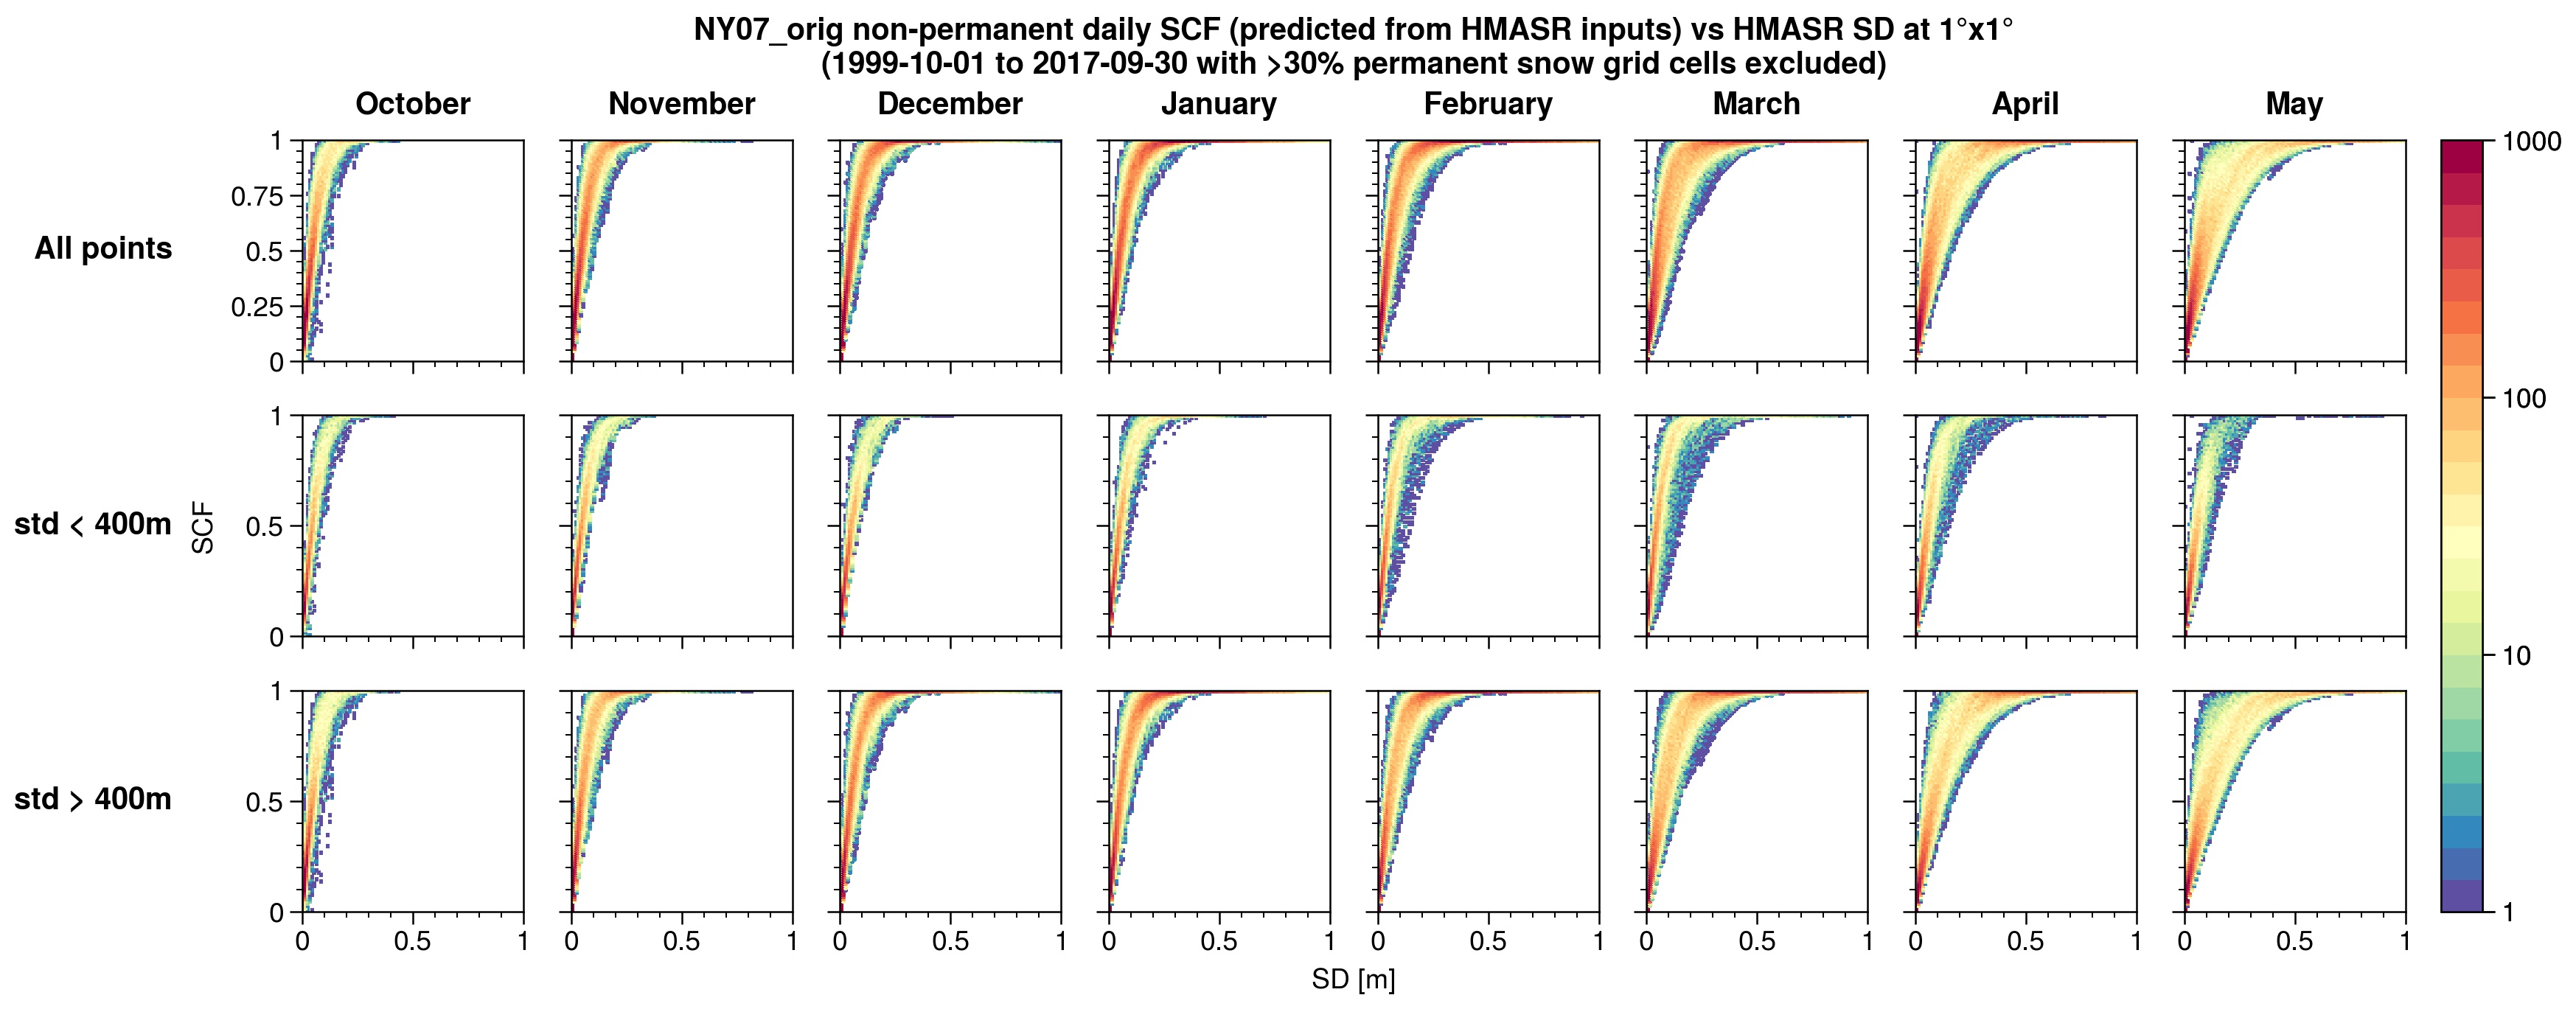 NY07_orig non-permanent daily SCF (predicted from HMASR inputs) vs HMASR SD at 1°x1°
(1999-10-01 to 2017-09-30 with >30% permanent snow grid cells excluded)
October November December January February March April May
All points
1
0.75
0.5
0.25
0
std < 400m
SCF
1
0.5
0
std > 400m
1
0.5
0
0 0.5 1 0 0.5 1 0 0.5 1 0 0.5 1 0 0.5 1 0 0.5 1 0 0.5 1 0 0.5 1
SD [m]
1000
100
10
1